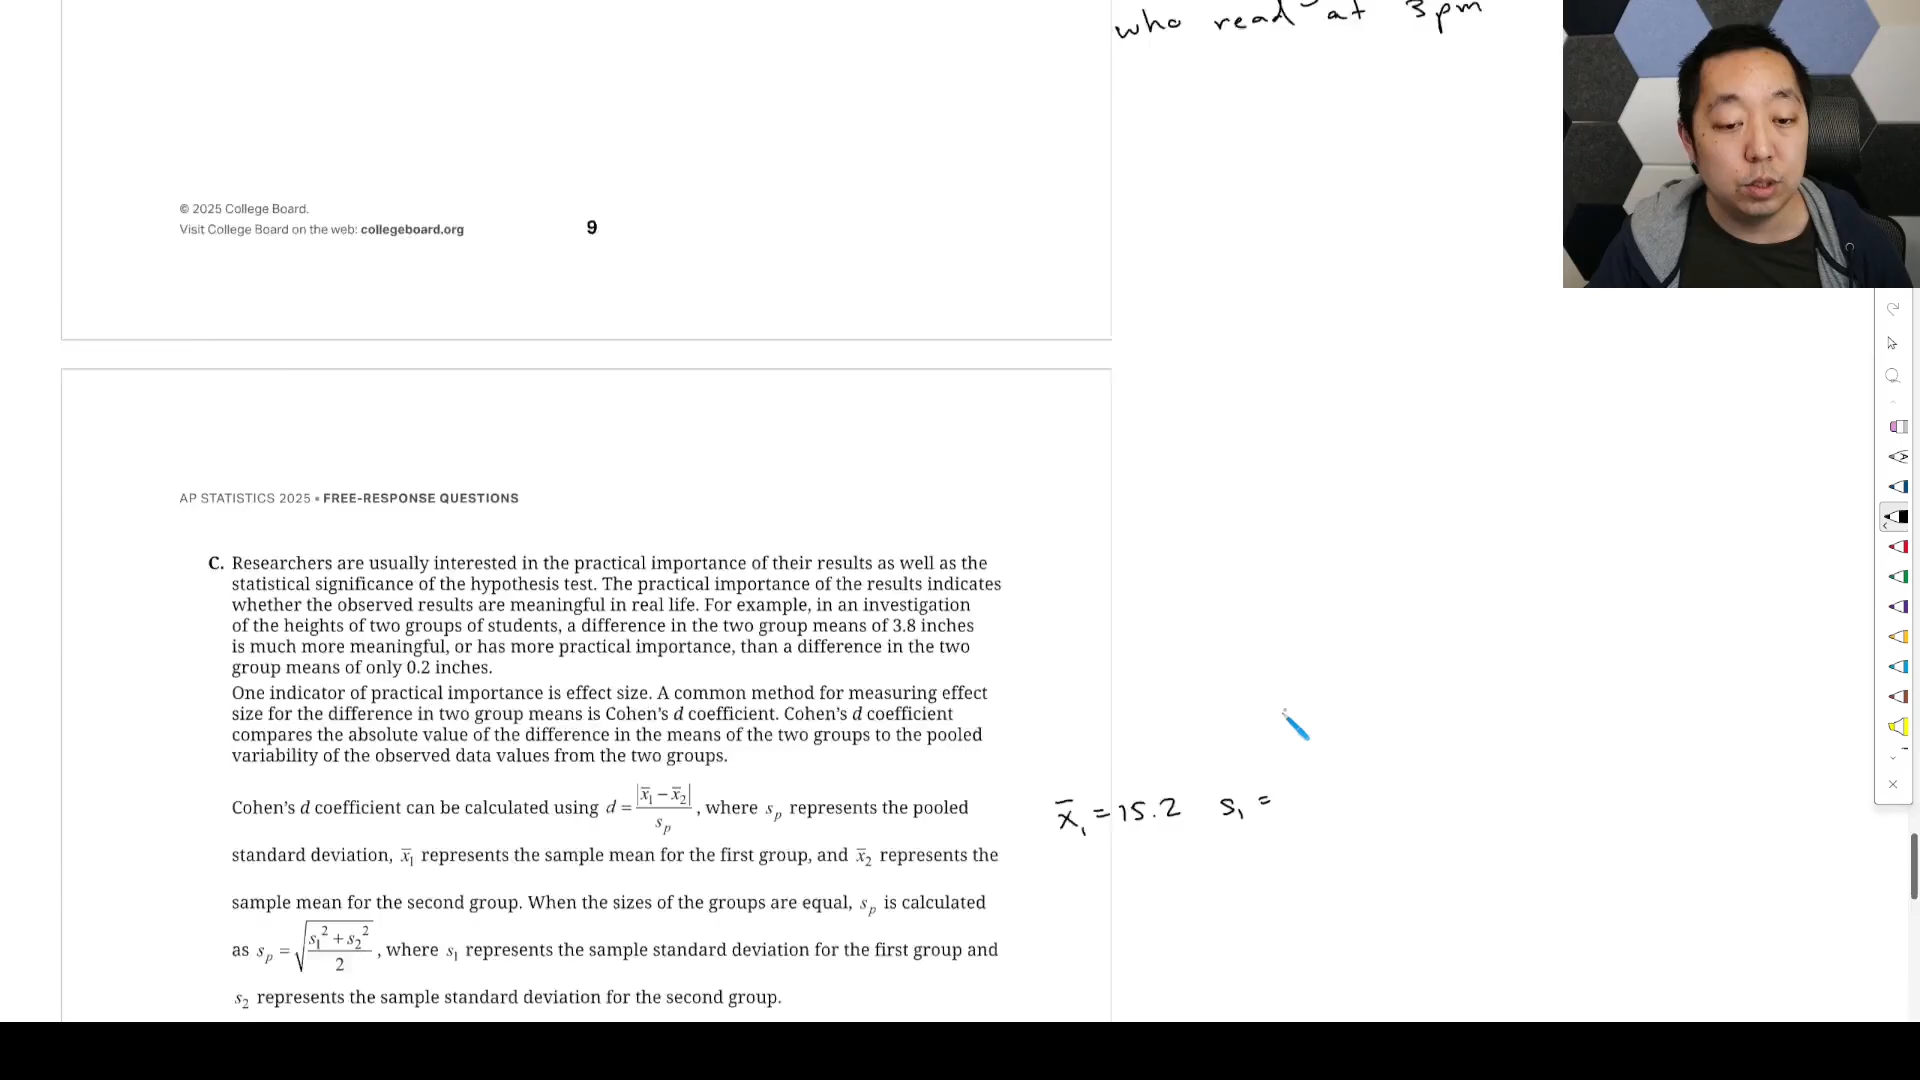 who read at 3pm
© 2025 College Board.
Visit College Board on the web: collegeboard.org
9
AP STATISTICS 2025 ▪ FREE-RESPONSE QUESTIONS
C. Researchers are usually interested in the practical importance of their results as well as the
statistical significance of the hypothesis test. The practical importance of the results indicates
whether the observed results are meaningful in real life. For example, in an investigation
of the heights of two groups of students, a difference in the two group means of 3.8 inches
is much more meaningful, or has more practical importance, than a difference in the two
group means of only 0.2 inches.
One indicator of practical importance is effect size. A common method for measuring effect
size for the difference in two group means is Cohen's d coefficient. Cohen's d coefficient
compares the absolute value of the difference in the means of the two groups to the pooled
variability of the observed data values from the two groups.
Cohen's d coefficient can be calculated using d = |x̄₁ − x̄₂| / sₚ, where sₚ represents the pooled
x̄₁ = 15.2 s₁ =
standard deviation, x̄₁ represents the sample mean for the first group, and x̄₂ represents the
sample mean for the second group. When the sizes of the groups are equal, sₚ is calculated
as sₚ = √((s₁² + s₂²) / 2), where s₁ represents the sample standard deviation for the first group and
s₂ represents the sample standard deviation for the second group.